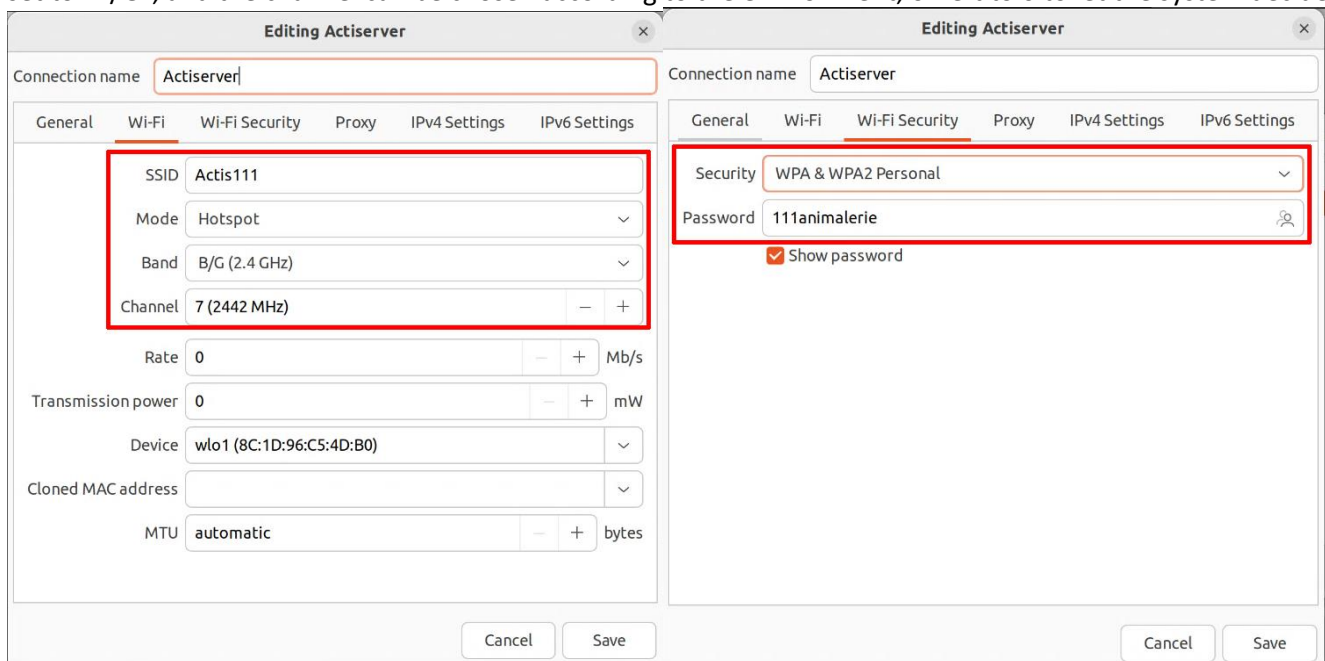 Editing Actiserver
Connection name Actiserver
General Wi-Fi Wi-Fi Security Proxy IPv4 Settings IPv6 Settings
SSID Actis111
Mode Hotspot
Band B/G (2.4 GHz)
Channel 7 (2442 MHz)
Rate 0 Mb/s
Transmission power 0 mW
Device wlo1 (8C:1D:96:C5:4D:B0)
Cloned MAC address
MTU automatic bytes
Cancel Save
Editing Actiserver
Connection name Actiserver
General Wi-Fi Wi-Fi Security Proxy IPv4 Settings IPv6 Settings
Security WPA & WPA2 Personal
Password 111animalerie
Show password
Cancel Save